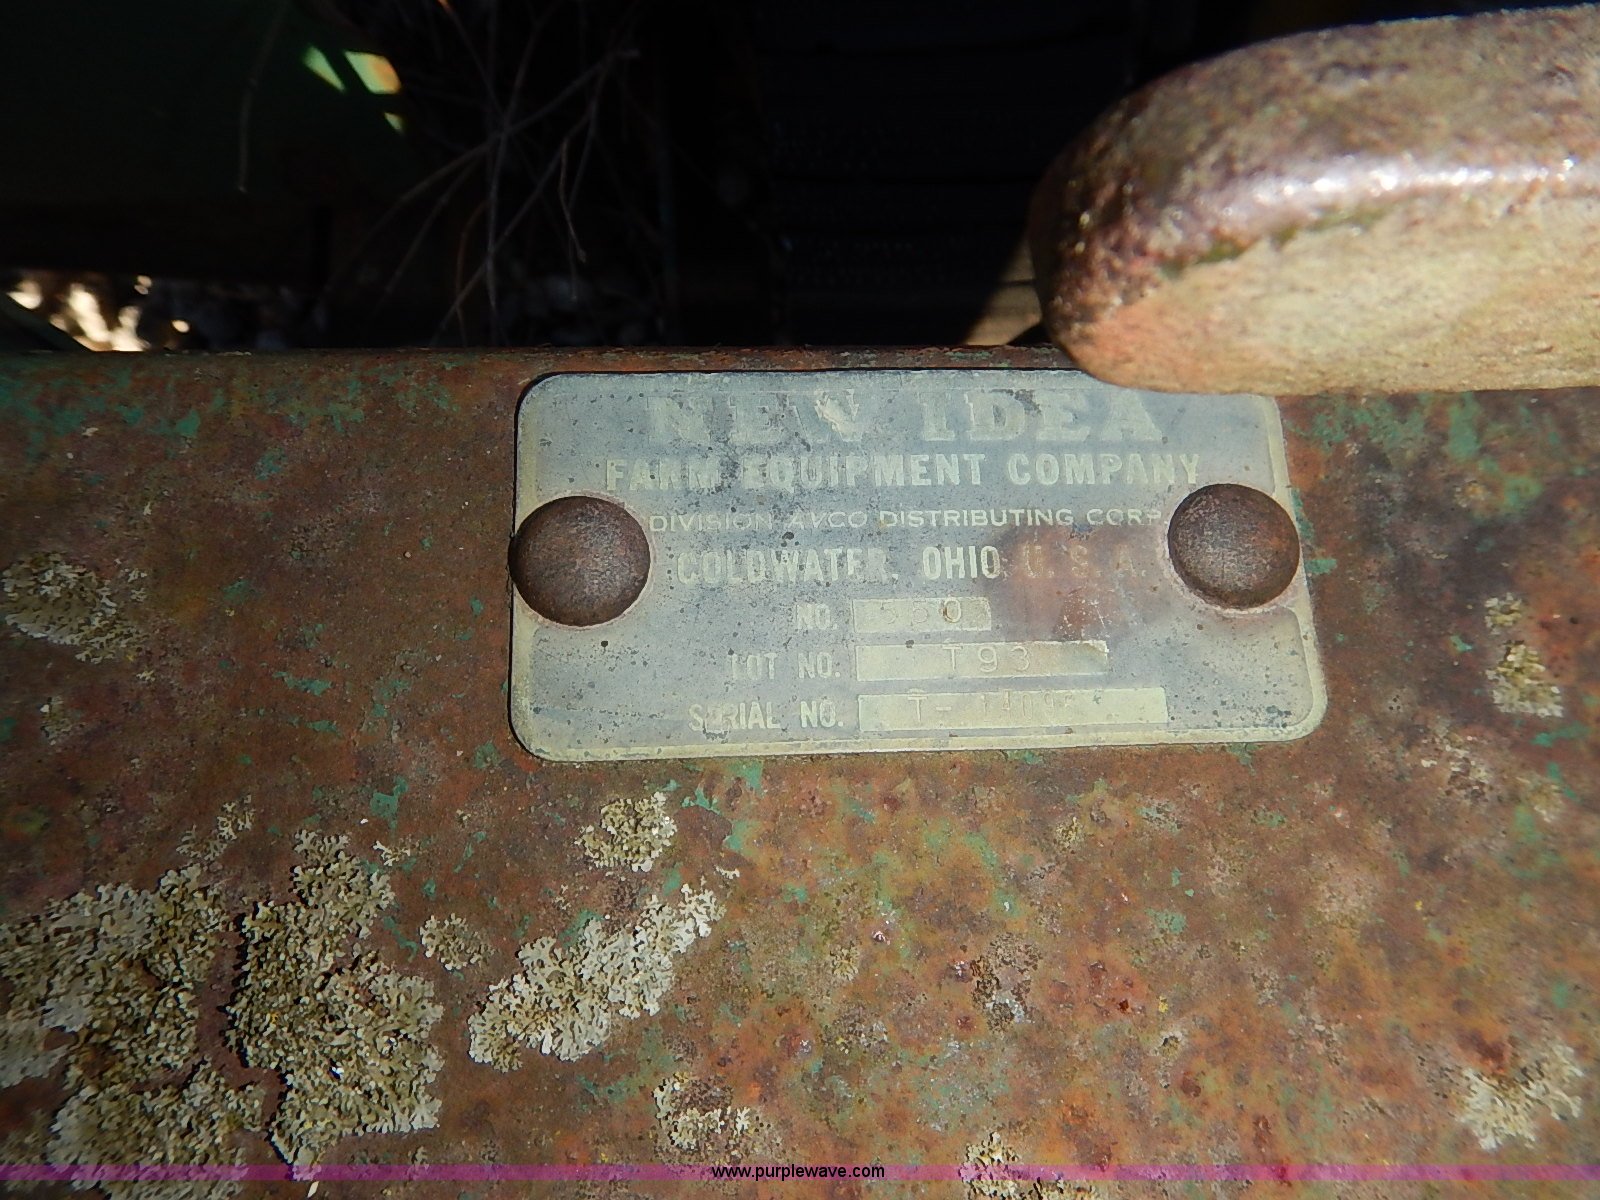 NEW IDEA
FARM EQUIPMENT COMPANY
DIVISION AVCO DISTRIBUTING CORP.
COLDWATER, OHIO, U. S. A.
NO.
LOT NO. T93
SERIAL NO.
www.purplewave.com